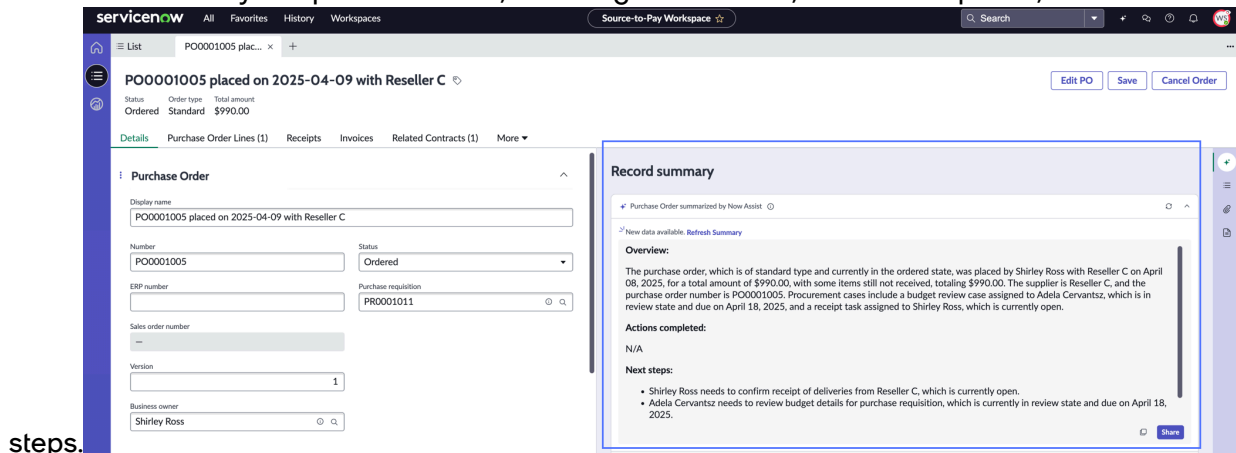 servicenow All Favorites History Workspaces Source-to-Pay Workspace ☆ Search WS
List PO0001005 plac... × +
PO0001005 placed on 2025-04-09 with Reseller C
Edit PO Save Cancel Order
Status Order type Total amount
Ordered Standard $990.00
Details Purchase Order Lines (1) Receipts Invoices Related Contracts (1) More
Purchase Order
Display name
PO0001005 placed on 2025-04-09 with Reseller C
Number
PO0001005
Status
Ordered
ERP number
Purchase requisition
PR0001011
Sales order number
—
Version
1
Business owner
Shirley Ross
Record summary
Purchase Order summarized by Now Assist
New data available. Refresh Summary
Overview:
The purchase order, which is of standard type and currently in the ordered state, was placed by Shirley Ross with Reseller C on April
08, 2025, for a total amount of $990.00, with some items still not received, totaling $990.00. The supplier is Reseller C, and the
purchase order number is PO0001005. Procurement cases include a budget review case assigned to Adela Cervantsz, which is in
review state and due on April 18, 2025, and a receipt task assigned to Shirley Ross, which is currently open.
Actions completed:
N/A
Next steps:
• Shirley Ross needs to confirm receipt of deliveries from Reseller C, which is currently open.
• Adela Cervantsz needs to review budget details for purchase requisition, which is currently in review state and due on April 18,
2025.
Share
steps.